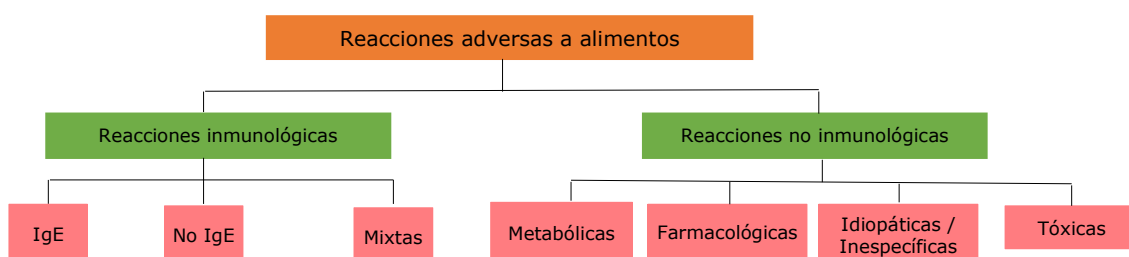 Reacciones adversas a alimentos
Reacciones inmunológicas
Reacciones no inmunológicas
IgE
No IgE
Mixtas
Metabólicas
Farmacológicas
Idiopáticas /
Inespecíficas
Tóxicas